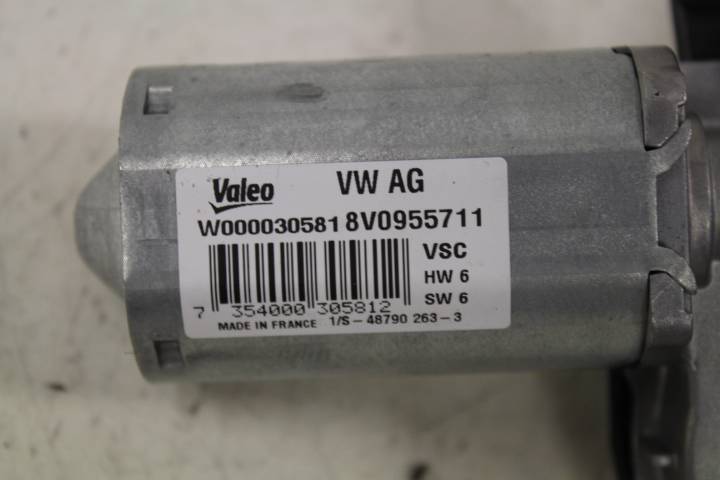 Valeo VW AG
W000030581 8V0955711
VSC
HW 6
SW 6
7 354000 305812
MADE IN FRANCE 1/S-48790 263-3